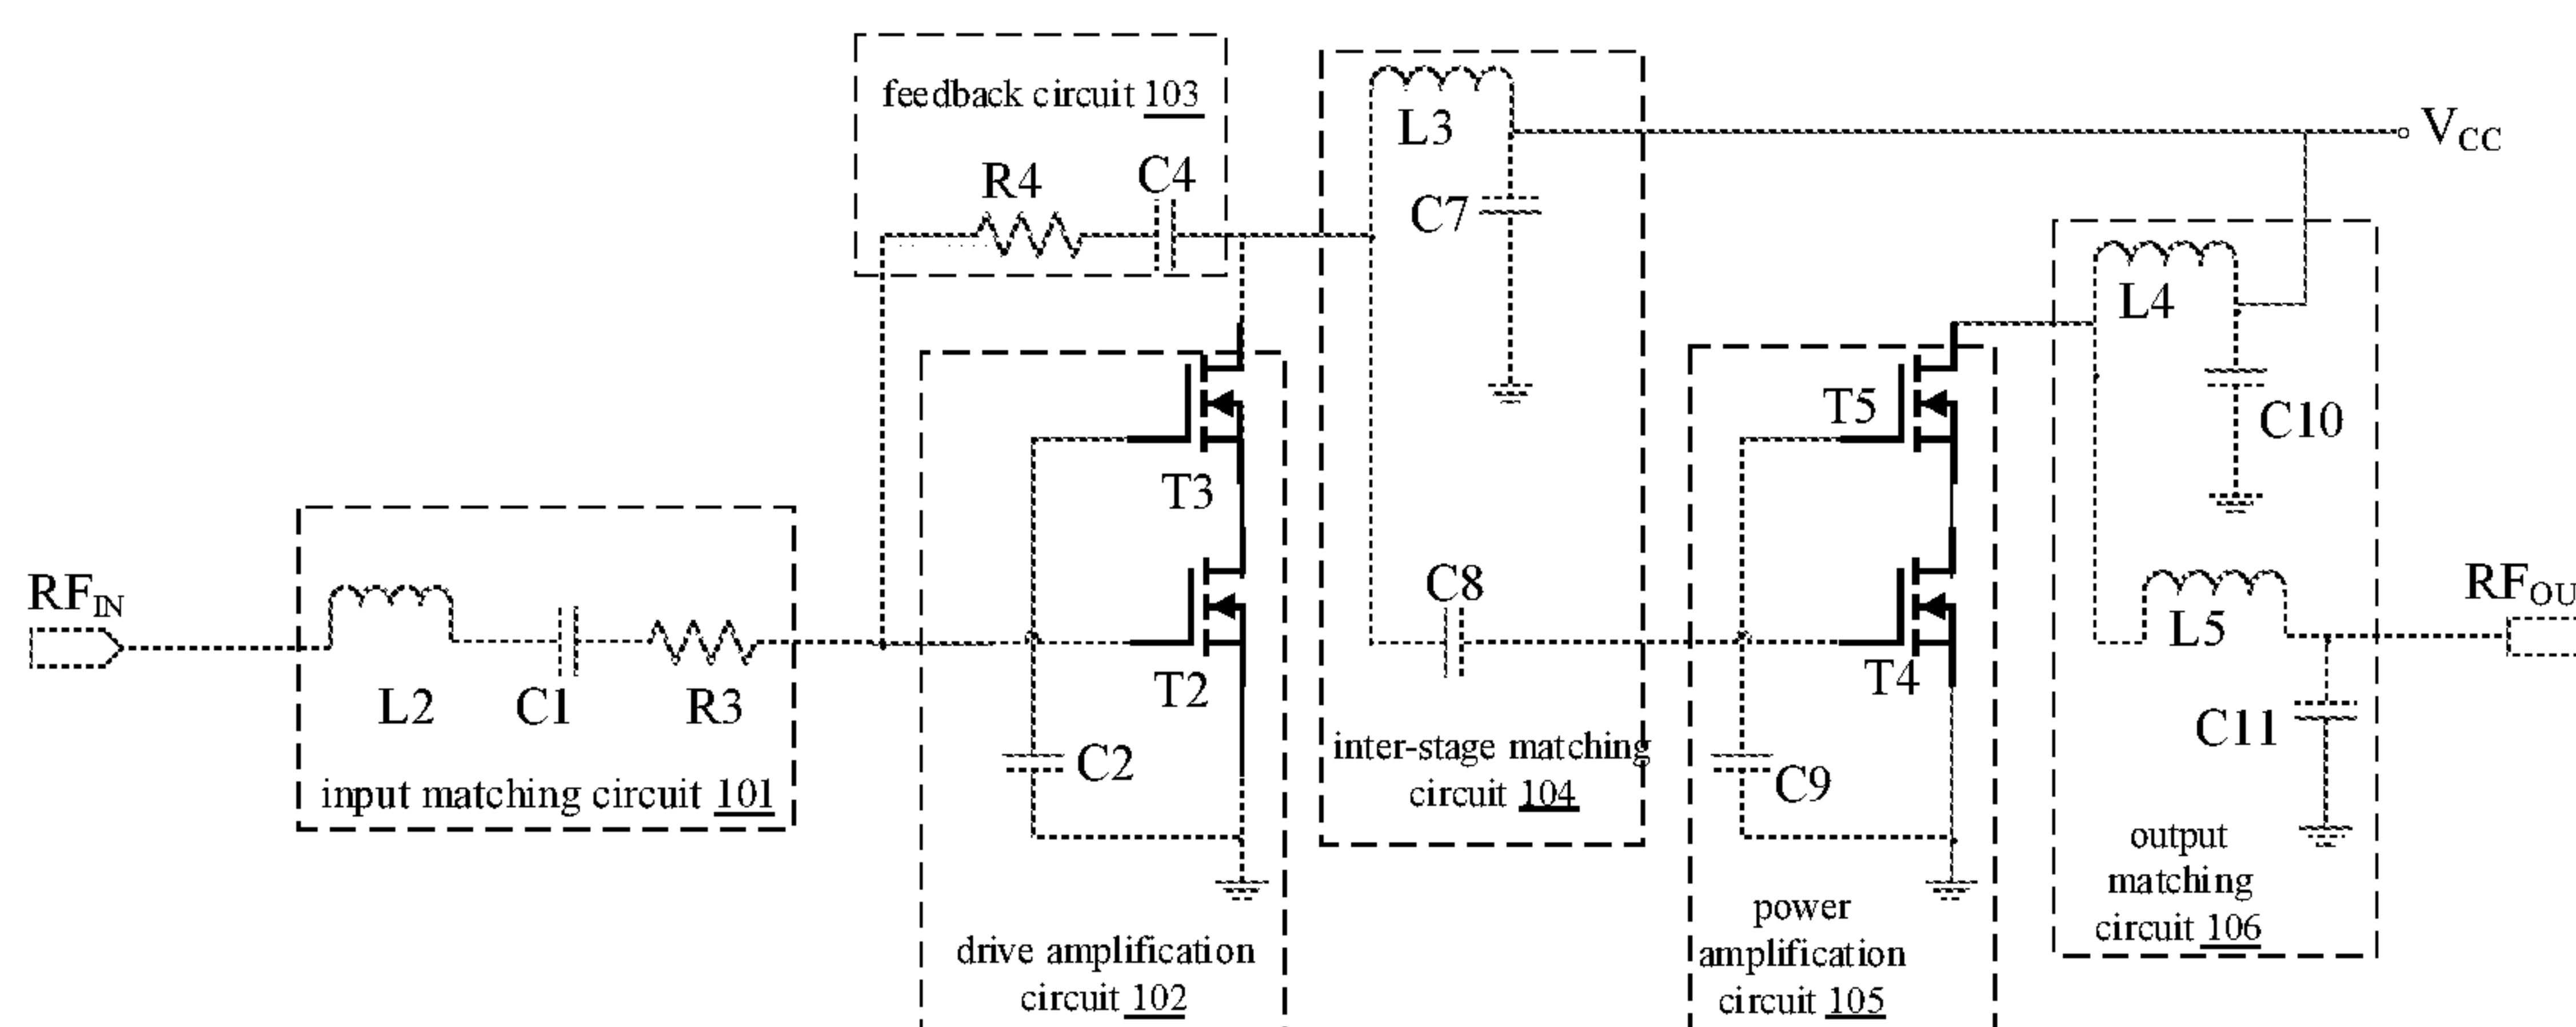 feedback circuit 103
R4
C4
L3
C7
VCC
L4
C10
T5
T3
RFIN
L2
C1
R3
input matching circuit 101
T2
C2
C8
inter-stage matching
circuit 104
T4
C9
L5
C11
RFOU
drive amplification
circuit 102
power
amplification
circuit 105
output
matching
circuit 106